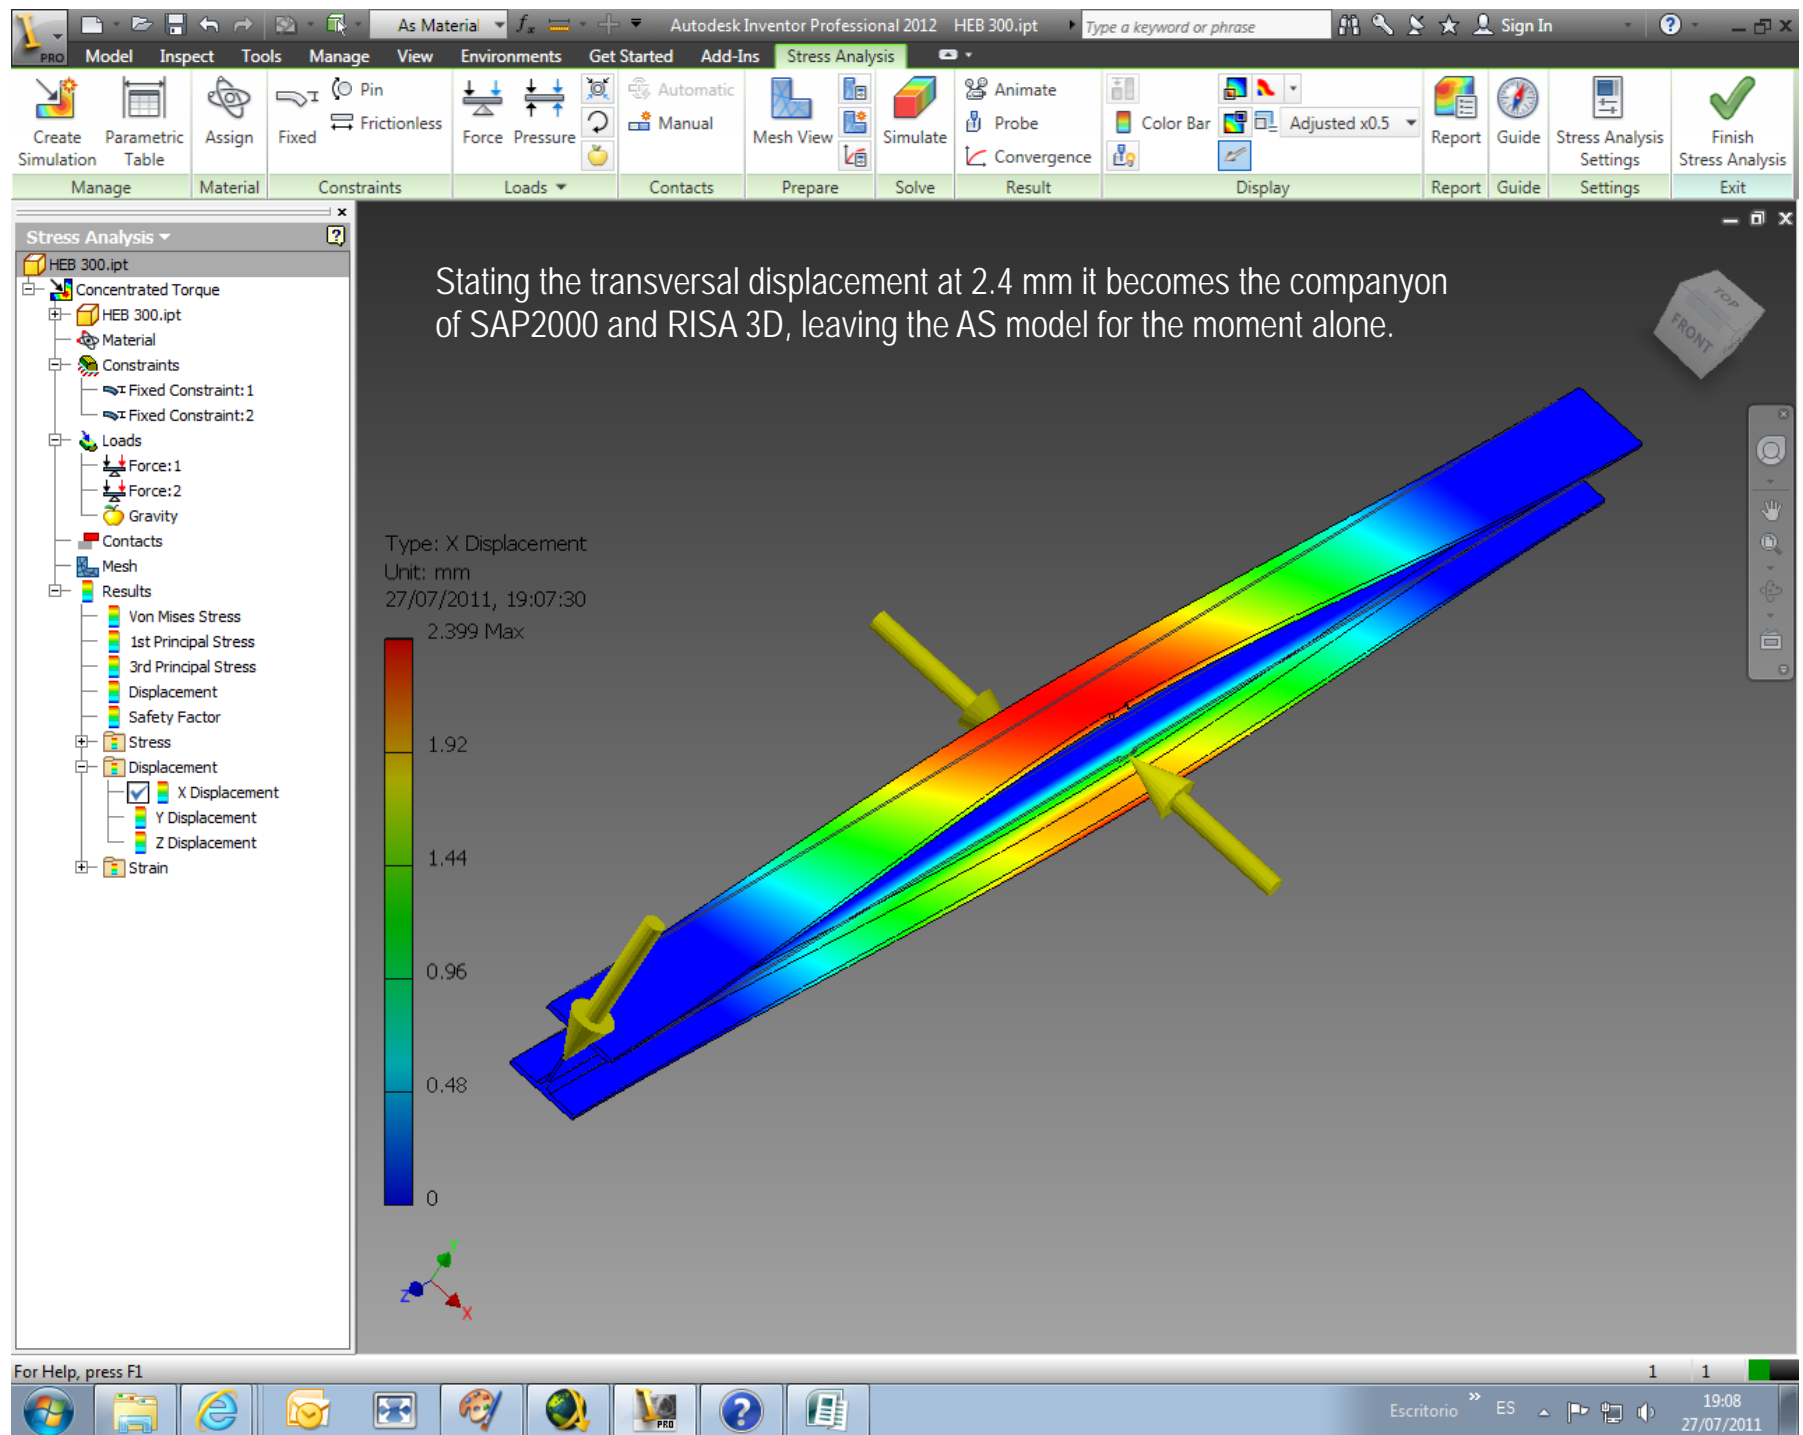 As Material
Autodesk Inventor Professional 2012 HEB 300.ipt
Type a keyword or phrase
Sign In
PRO
Model Inspect Tools Manage View Environments Get Started Add-Ins Stress Analysis
Create Simulation
Parametric Table
Assign
Fixed
Pin
Frictionless
Force
Pressure
Automatic
Manual
Mesh View
Simulate
Animate
Probe
Convergence
Color Bar
Adjusted x0.5
Report
Guide
Stress Analysis Settings
Finish Stress Analysis
Manage Material Constraints Loads Contacts Prepare Solve Result Display Report Guide Settings Exit
Stress Analysis
HEB 300.ipt
Concentrated Torque
HEB 300.ipt
Material
Constraints
Fixed Constraint:1
Fixed Constraint:2
Loads
Force:1
Force:2
Gravity
Contacts
Mesh
Results
Von Mises Stress
1st Principal Stress
3rd Principal Stress
Displacement
Safety Factor
Stress
Displacement
X Displacement
Y Displacement
Z Displacement
Strain
Stating the transversal displacement at 2.4 mm it becomes the companyon
of SAP2000 and RISA 3D, leaving the AS model for the moment alone.
TOP
FRONT
Type: X Displacement
Unit: mm
27/07/2011, 19:07:30
2.399 Max
1.92
1.44
0.96
0.48
0
Y
Z
X
For Help, press F1
1 1
PRO
Escritorio
ES
19:08
27/07/2011